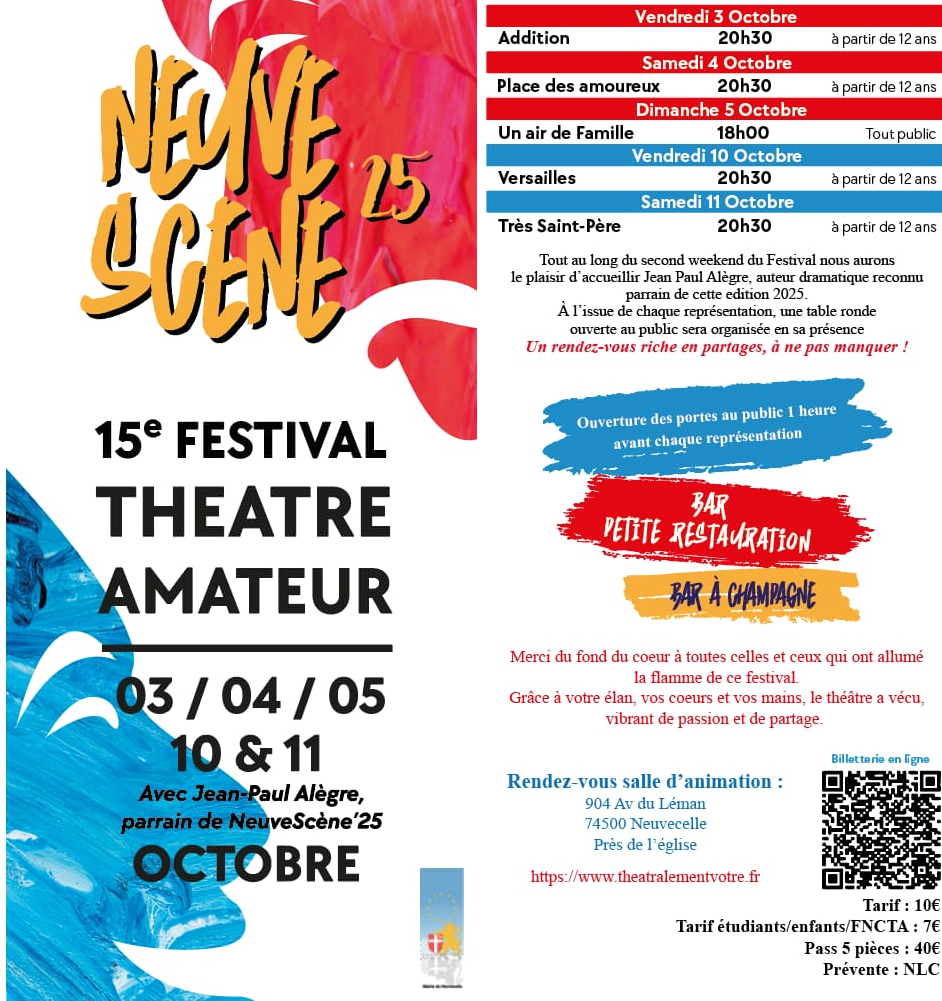 NEUVE
SCENE 25
15e FESTIVAL
THEATRE
AMATEUR
03 / 04 / 05
10 & 11
Avec Jean-Paul Alègre,
parrain de NeuveScène'25
OCTOBRE
Mairie de Neuvecelle
Vendredi 3 Octobre
Addition 20h30 à partir de 12 ans
Samedi 4 Octobre
Place des amoureux 20h30 à partir de 12 ans
Dimanche 5 Octobre
Un air de Famille 18h00 Tout public
Vendredi 10 Octobre
Versailles 20h30 à partir de 12 ans
Samedi 11 Octobre
Très Saint-Père 20h30 à partir de 12 ans
Tout au long du second weekend du Festival nous aurons
le plaisir d'accueillir Jean Paul Alègre, auteur dramatique reconnu
parrain de cette edition 2025.
À l'issue de chaque représentation, une table ronde
ouverte au public sera organisée en sa présence
Un rendez-vous riche en partages, à ne pas manquer !
Ouverture des portes au public 1 heure
avant chaque représentation
BAR
PETITE RESTAURATION
BAR À CHAMPAGNE
Merci du fond du coeur à toutes celles et ceux qui ont allumé
la flamme de ce festival.
Grâce à votre élan, vos coeurs et vos mains, le théâtre a vécu,
vibrant de passion et de partage.
Billetterie en ligne
Rendez-vous salle d'animation :
904 Av du Léman
74500 Neuvecelle
Près de l'église
https://www.theatralementvotre.fr
Tarif : 10€
Tarif étudiants/enfants/FNCTA : 7€
Pass 5 pièces : 40€
Prévente : NLC